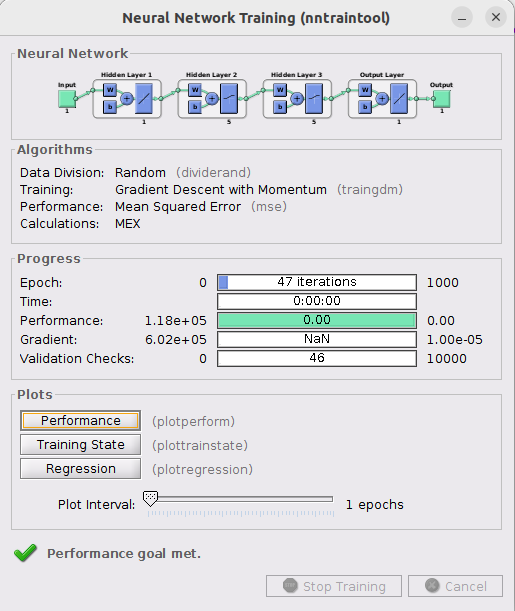 Neural Network Training (nntraintool)
Neural Network
Input Hidden Layer 1 Hidden Layer 2 Hidden Layer 3 Output Layer Output
W W W W
b b b b
+ + + +
1 1 5 5 1 1
Algorithms
Data Division: Random (dividerand)
Training: Gradient Descent with Momentum (traingdm)
Performance: Mean Squared Error (mse)
Calculations: MEX
Progress
Epoch: 0 47 iterations 1000
Time: 0:00:00
Performance: 1.18e+05 0.00 0.00
Gradient: 6.02e+05 NaN 1.00e-05
Validation Checks: 0 46 10000
Plots
Performance (plotperform)
Training State (plottrainstate)
Regression (plotregression)
Plot Interval: 1 epochs
Performance goal met.
Stop Training Cancel